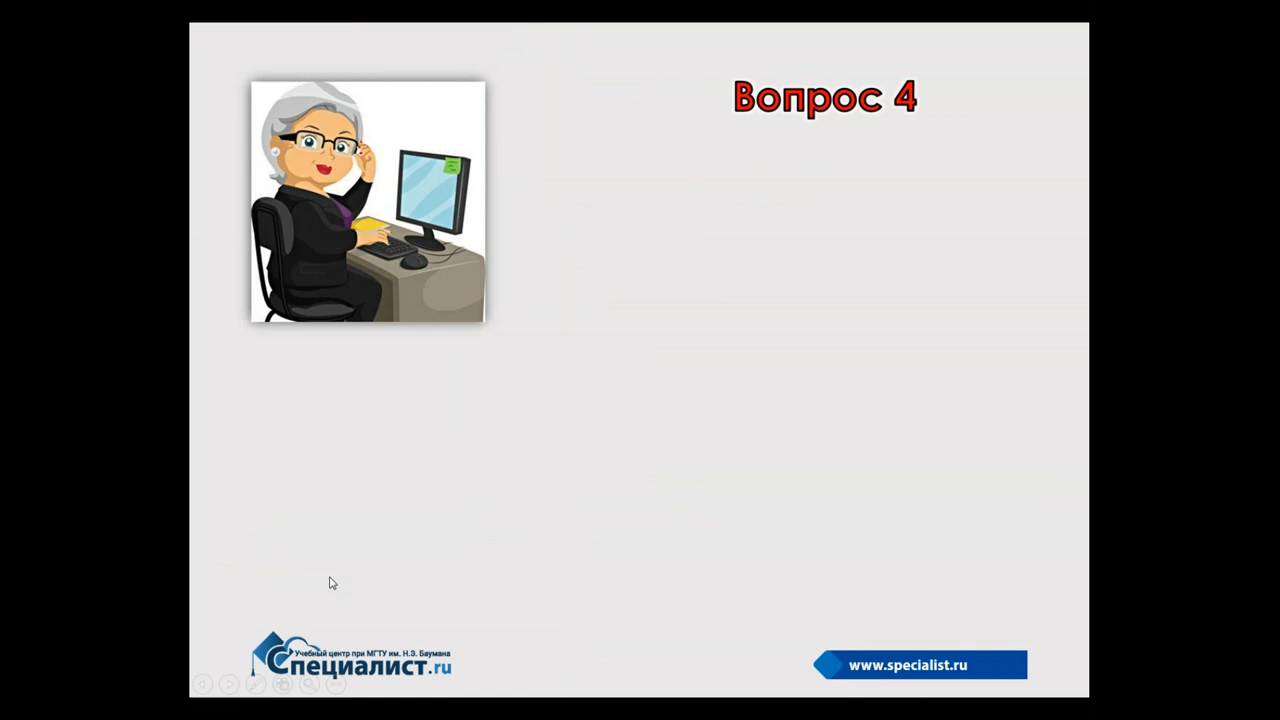 Вопрос 4
Учебный центр при МГТУ им. Н.Э. Баумана
Специалист.ru
www.specialist.ru